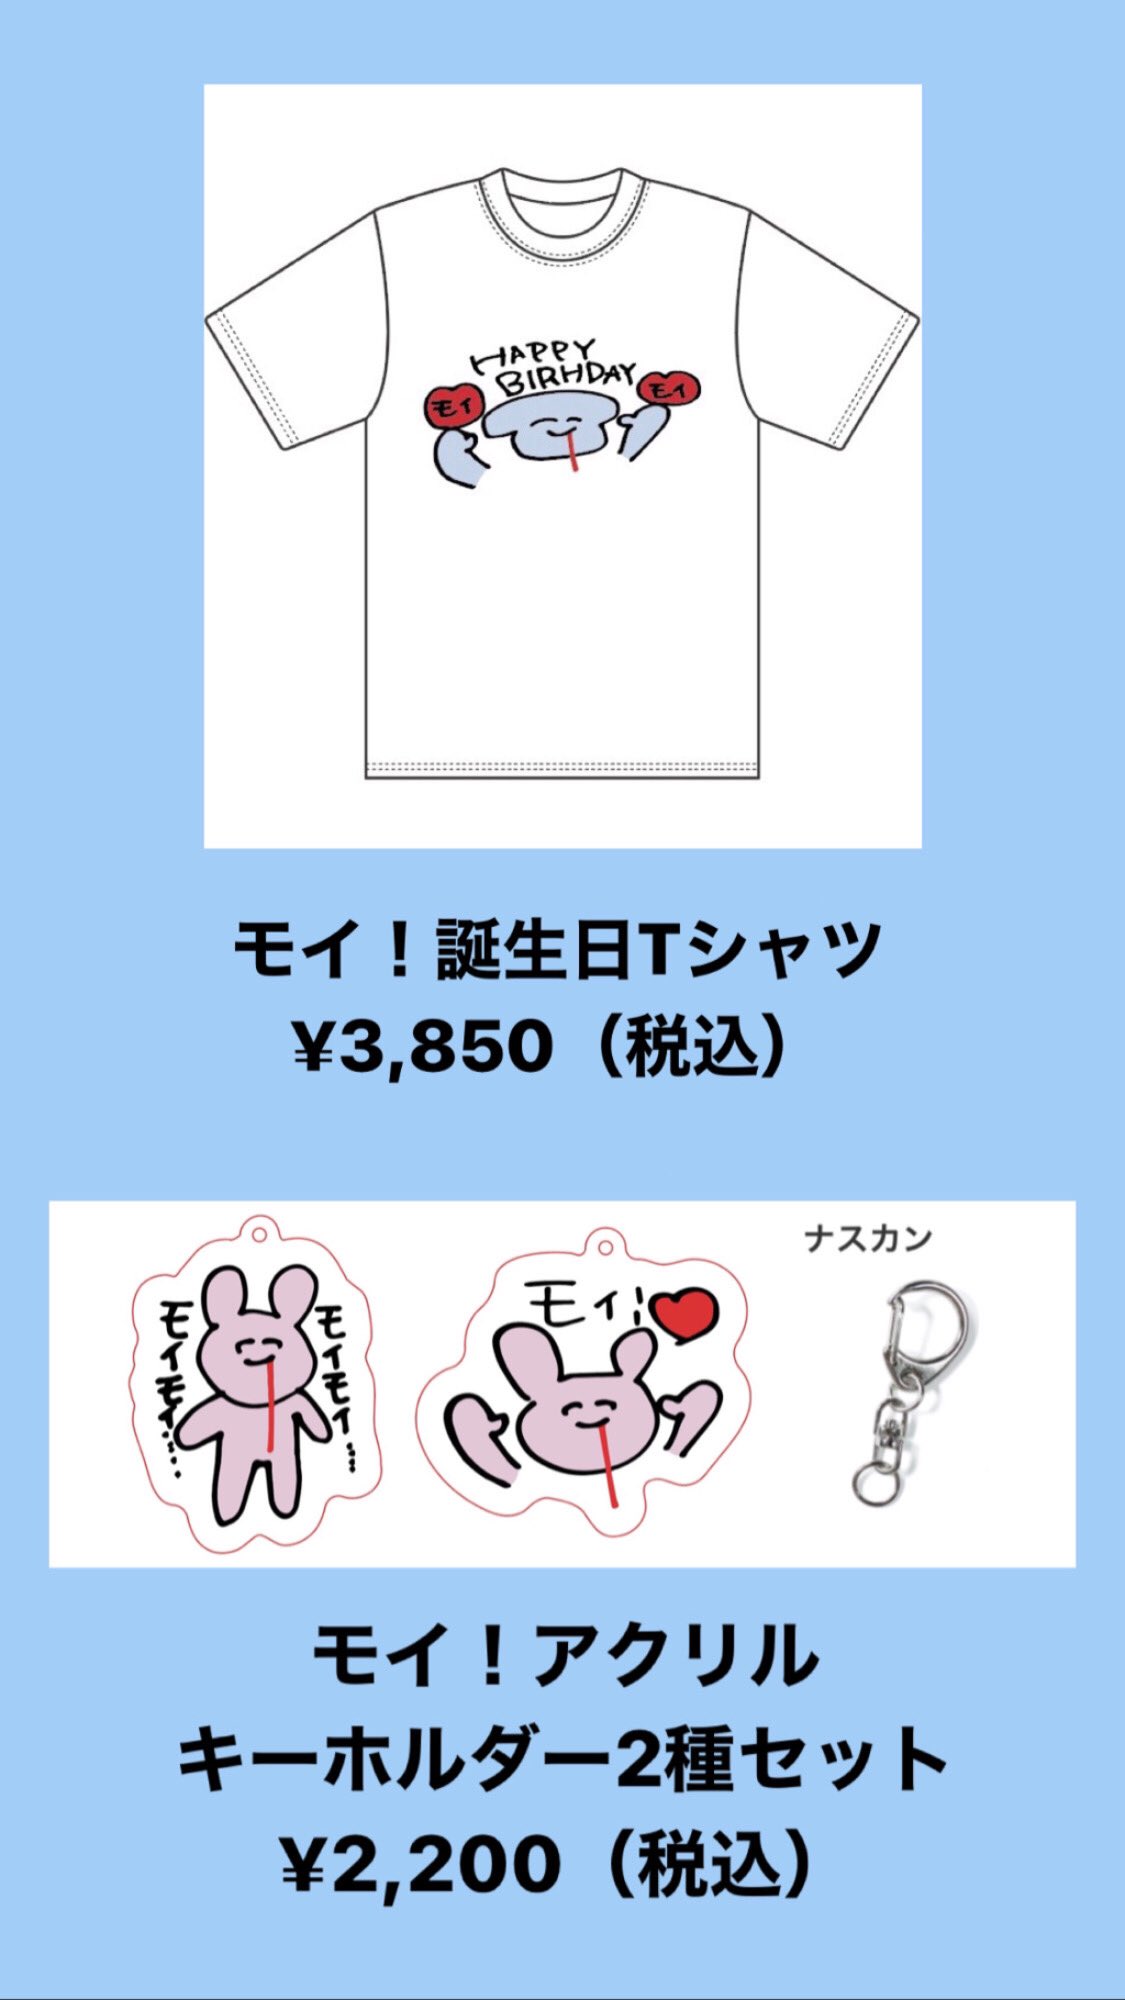 HAPPY
BIRHDAY
モイ
モイ
モイ！誕生日Tシャツ
¥3,850（税込）
モイモイ…
モイモイ…
モイ!
ナスカン
モイ！アクリル
キーホルダー2種セット
¥2,200（税込）